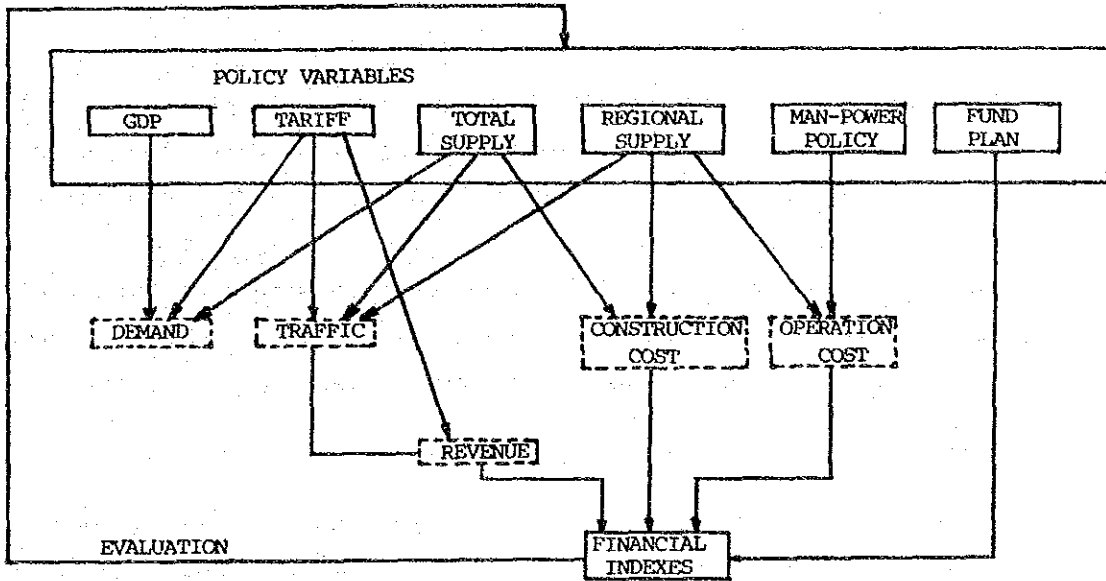 POLICY VARIABLES
GDP
TARIFF
TOTAL
SUPPLY
REGIONAL
SUPPLY
MAN-POWER
POLICY
FUND
PLAN
DEMAND
TRAFFIC
CONSTRUCTION
COST
OPERATION
COST
REVENUE
EVALUATION
FINANCIAL
INDEXES